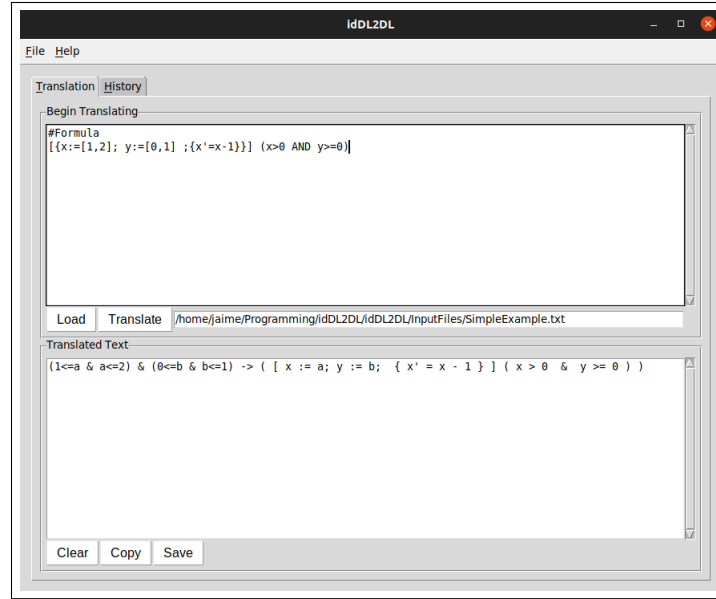 idDL2DL
File Help
Translation History
Begin Translating
#Formula
[{x:=[1,2]; y:=[0,1] ;{x'=x-1}}] (x>0 AND y>=0)
Load Translate /home/jaime/Programming/idDL2DL/idDL2DL/InputFiles/SimpleExample.txt
Translated Text
(1<=a & a<=2) & (0<=b & b<=1) -> ( [ x := a; y := b;  { x' = x - 1 } ] ( x > 0  &  y >= 0 ) )
Clear Copy Save